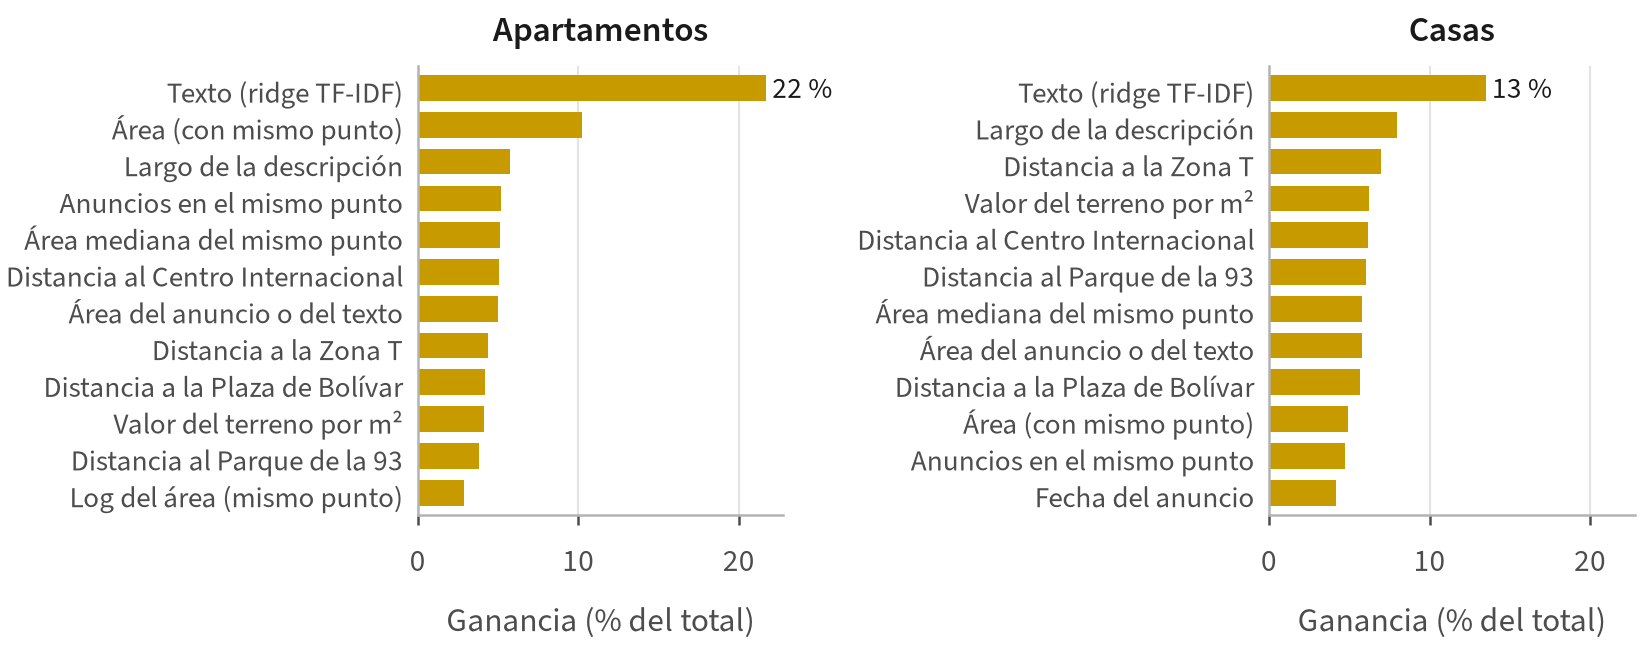 Apartamentos
Texto (ridge TF-IDF)
22 %
Área (con mismo punto)
Largo de la descripción
Anuncios en el mismo punto
Área mediana del mismo punto
Distancia al Centro Internacional
Área del anuncio o del texto
Distancia a la Zona T
Distancia a la Plaza de Bolívar
Valor del terreno por m²
Distancia al Parque de la 93
Log del área (mismo punto)
0 10 20
Ganancia (% del total)
Casas
Texto (ridge TF-IDF)
13 %
Largo de la descripción
Distancia a la Zona T
Valor del terreno por m²
Distancia al Centro Internacional
Distancia al Parque de la 93
Área mediana del mismo punto
Área del anuncio o del texto
Distancia a la Plaza de Bolívar
Área (con mismo punto)
Anuncios en el mismo punto
Fecha del anuncio
0 10 20
Ganancia (% del total)